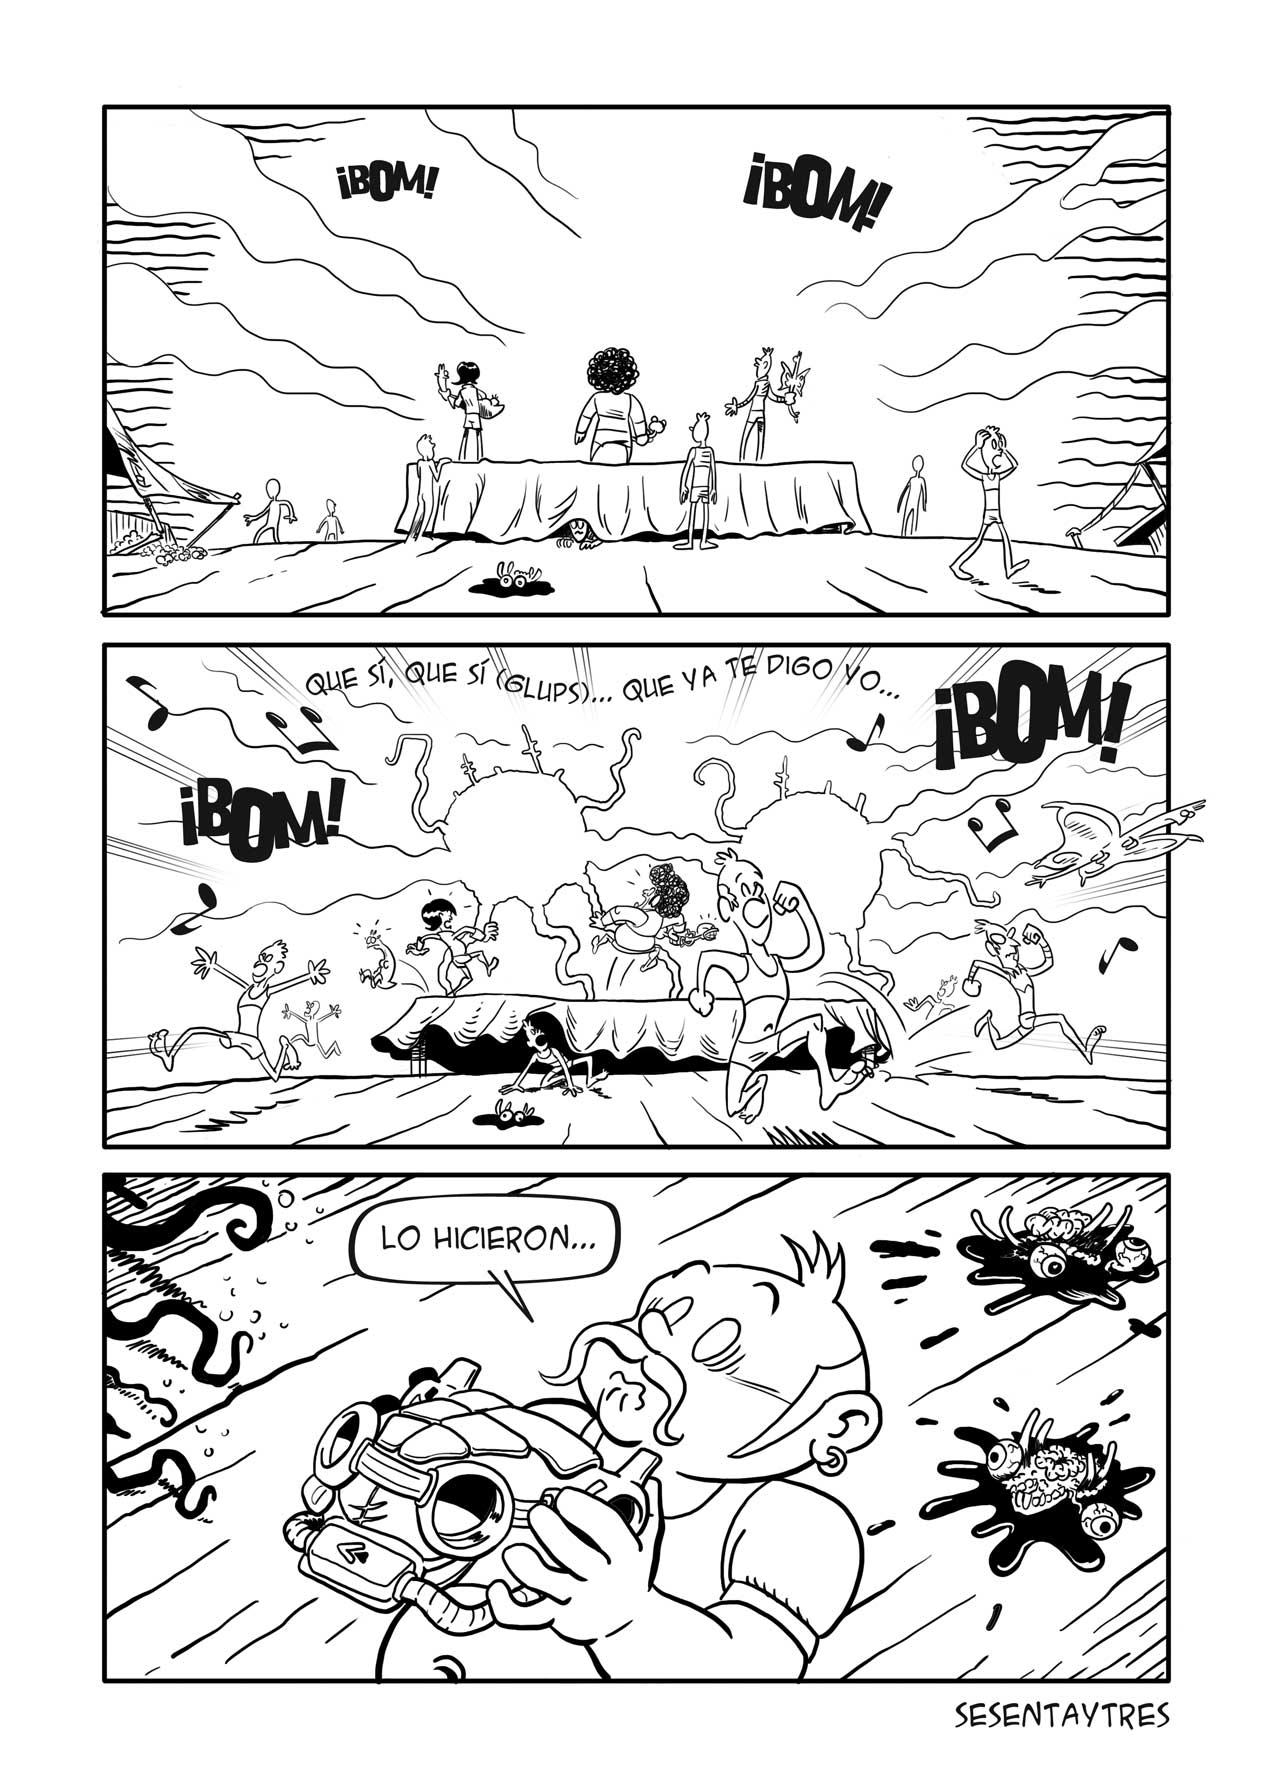 ¡BOM!
¡BOM!
QUE SÍ, QUE SÍ (GLUPS)... QUE YA TE DIGO YO...
¡BOM!
¡BOM!
LO HICIERON...
SESENTAYTRES